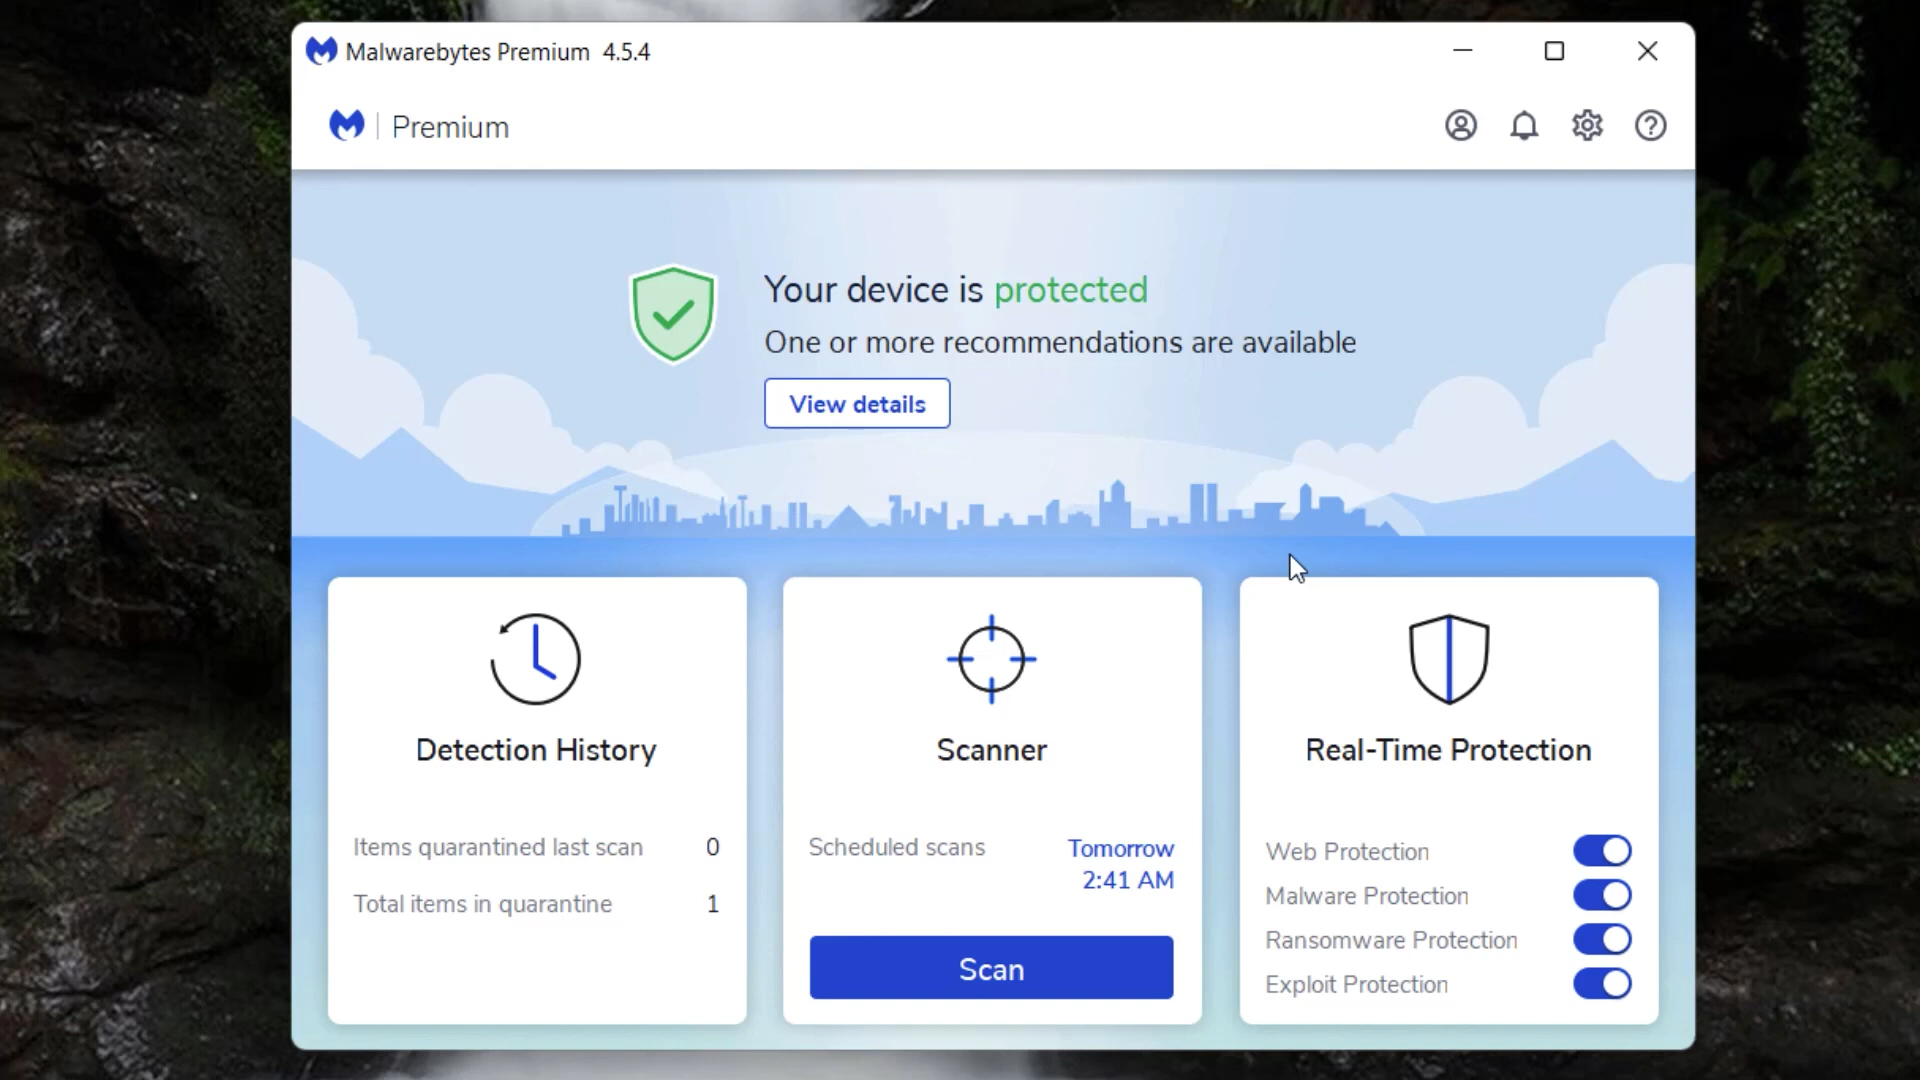 Malwarebytes Premium 4.5.4
Premium
Your device is protected
One or more recommendations are available
View details
Detection History
Items quarantined last scan 0
Total items in quarantine 1
Scanner
Scheduled scans Tomorrow
2:41 AM
Scan
Real-Time Protection
Web Protection
Malware Protection
Ransomware Protection
Exploit Protection